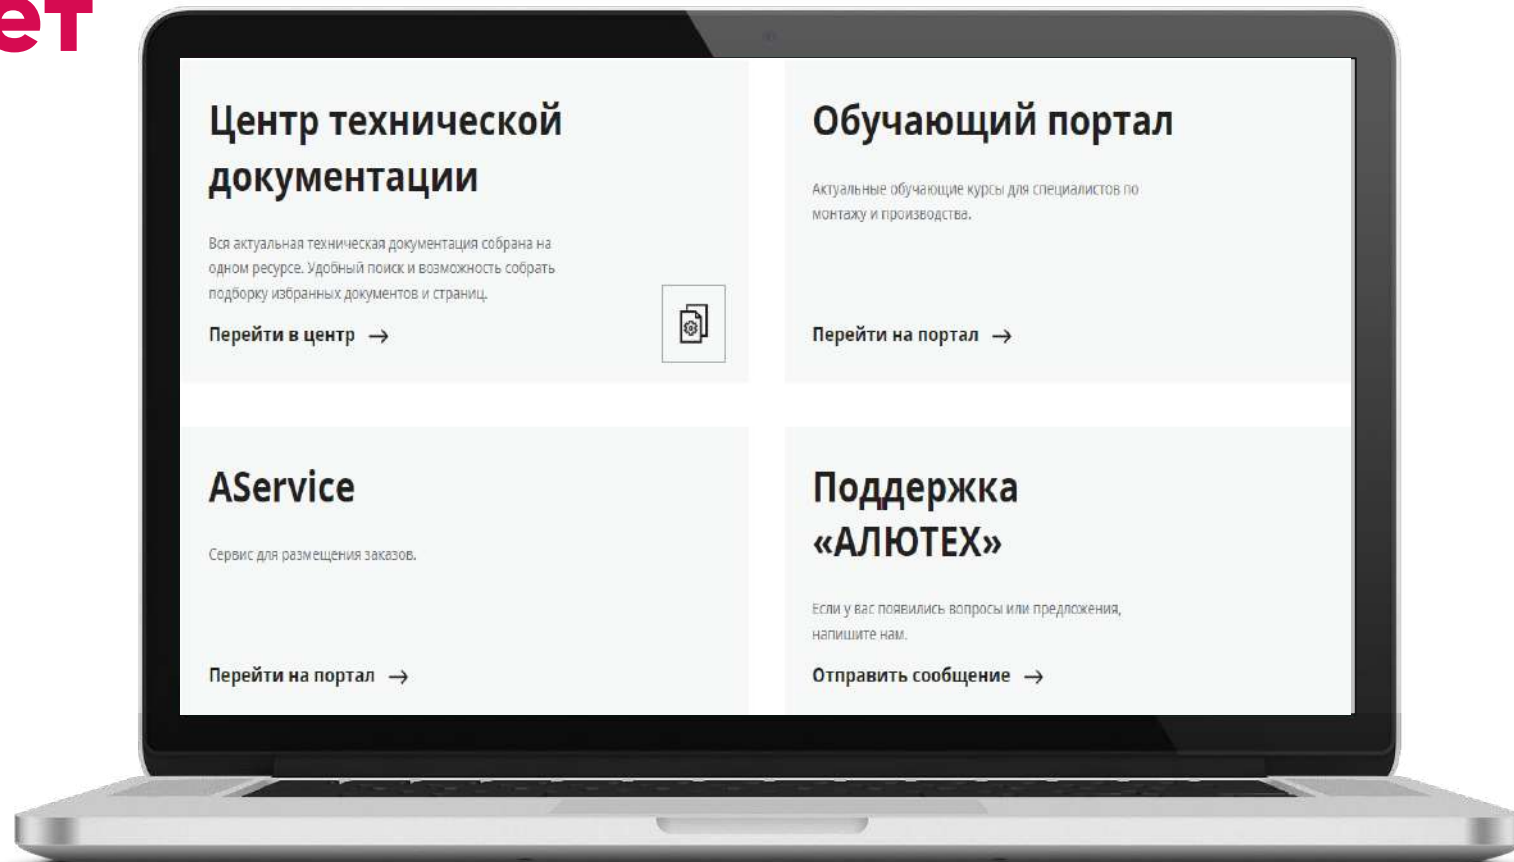 ет
Центр технической
документации
Вся актуальная техническая документация собрана на
одном ресурсе. Удобный поиск и возможность собрать
подборку избранных документов и страниц.
Перейти в центр →
Обучающий портал
Актуальные обучающие курсы для специалистов по
монтажу и производства.
Перейти на портал →
AService
Сервис для размещения заказов.
Перейти на портал →
Поддержка
«АЛЮТЕХ»
Если у вас появились вопросы или предложения,
напишите нам.
Отправить сообщение →